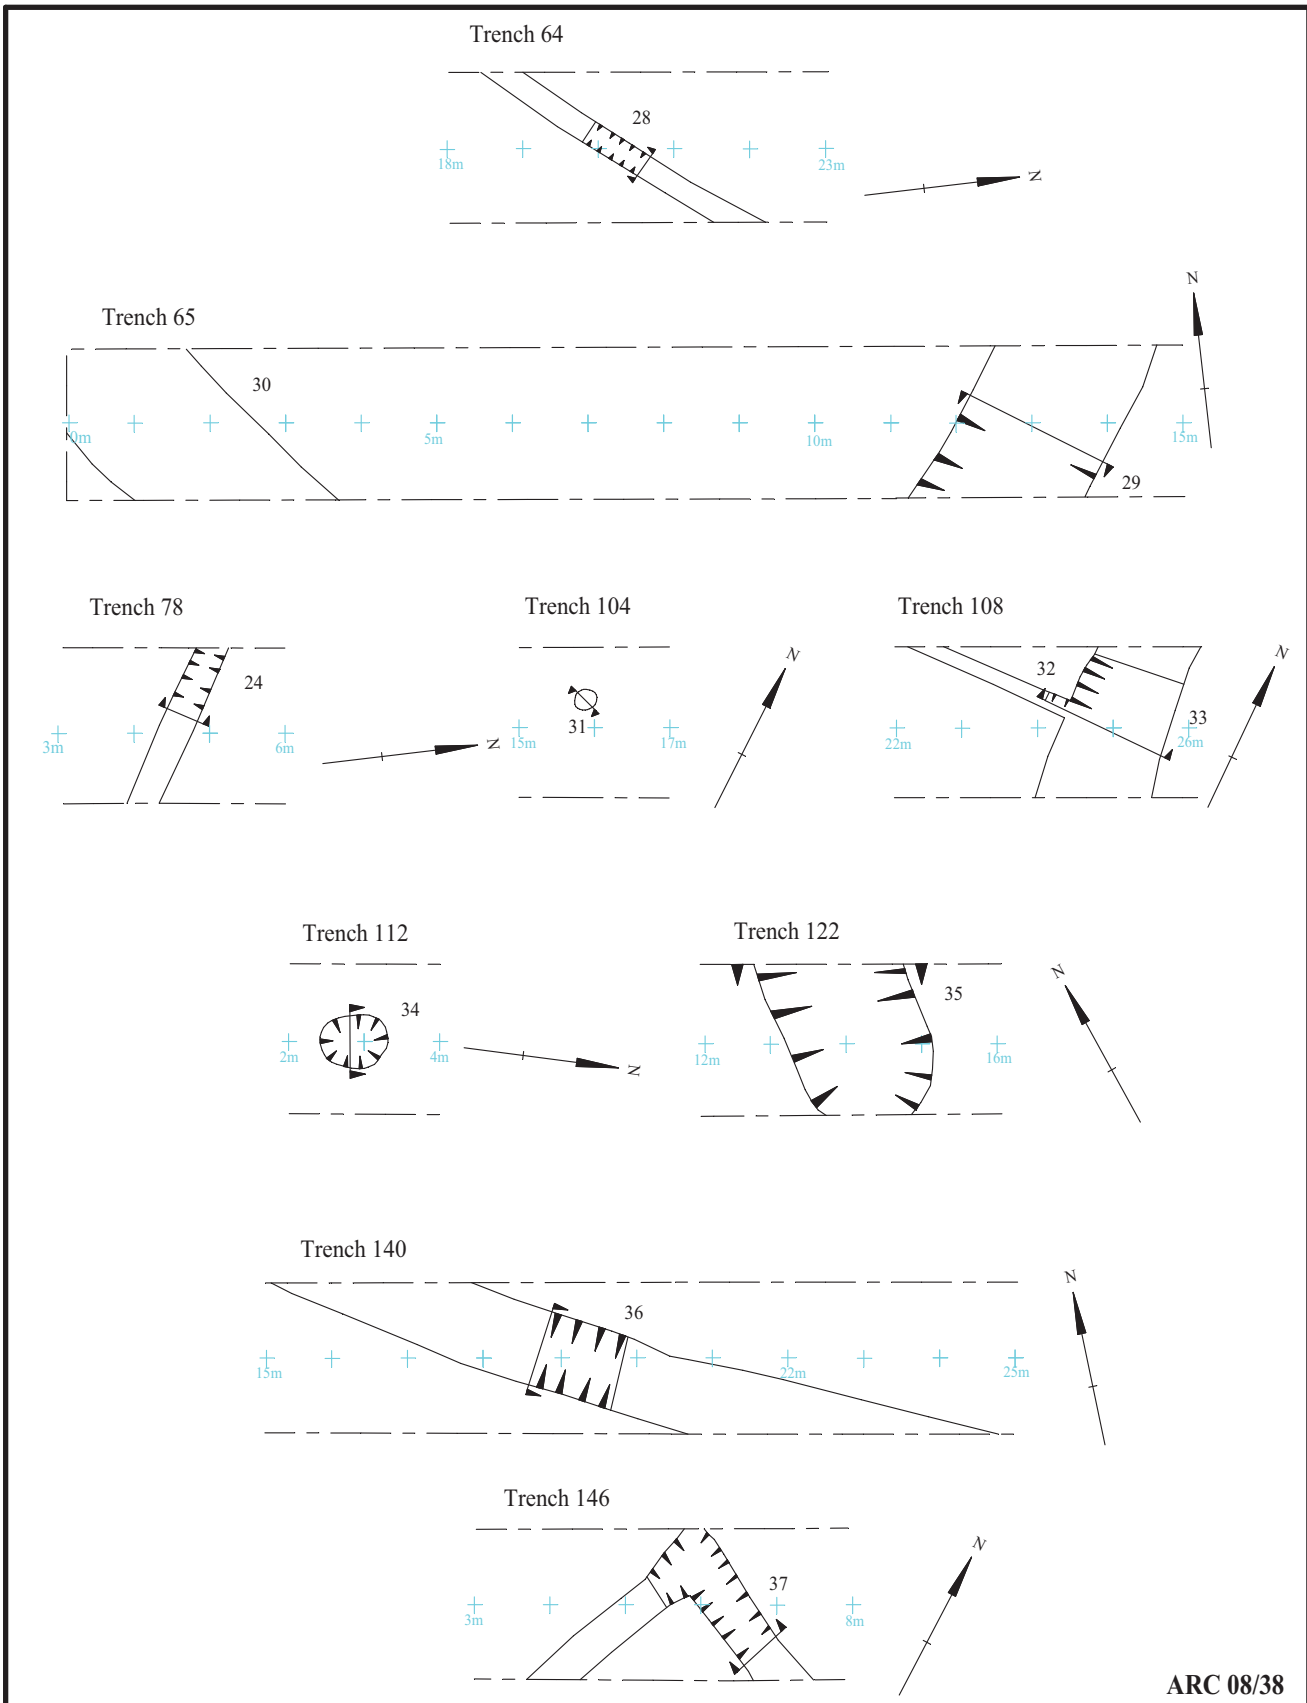 Trench 64
28
18m 23m
N
N
Trench 65
30
0m 5m 10m 15m
29
Trench 78 Trench 104 Trench 108
N N
32
24
31 33
3m 6m N 15m 17m 22m 26m
Trench 112 Trench 122
N
34 35
2m 4m 12m 16m
N
Trench 140
N
36
15m 22m 25m
Trench 146
N
37
3m 8m
ARC 08/38